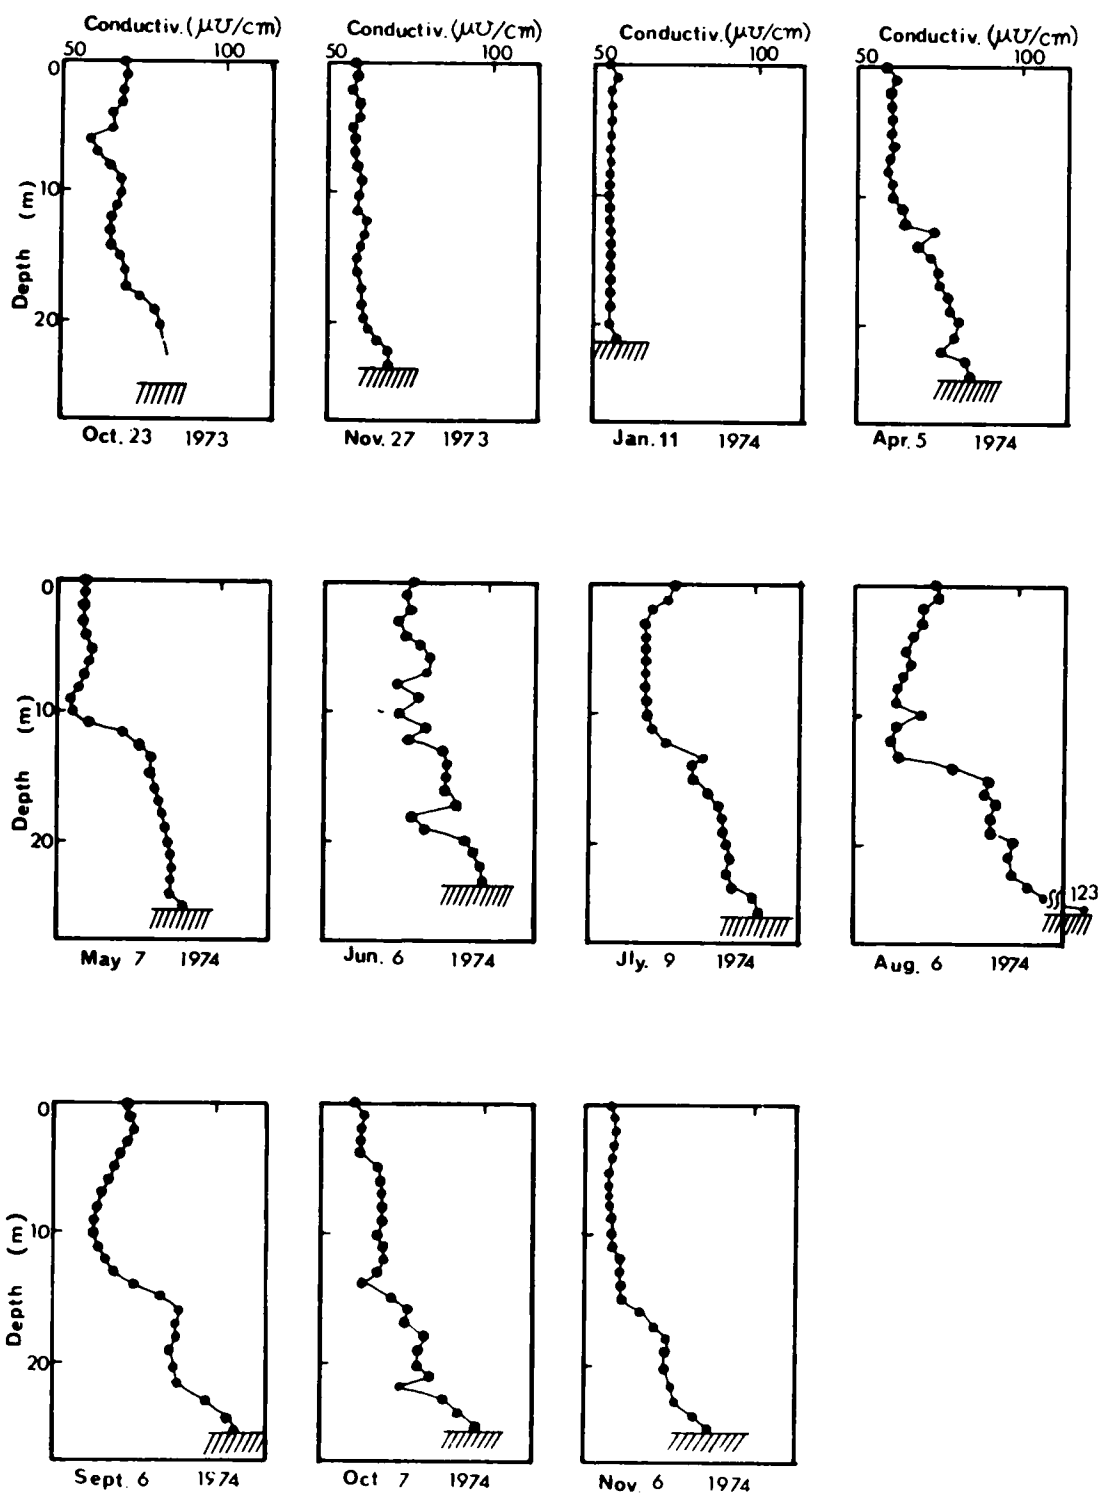 Conductiv. (μ℧/cm) Conductiv. (μ℧/cm) Conductiv. (μ℧/cm) Conductiv. (μ℧/cm)
50 100 50 100 50 100 50 100
0
10
20
Depth (m)
Oct. 23 1973 Nov. 27 1973 Jan. 11 1974 Apr. 5 1974
0
10
20
Depth (m)
123
May 7 1974 Jun. 6 1974 Jly. 9 1974 Aug. 6 1974
0
10
20
Depth (m)
Sept. 6 1974 Oct 7 1974 Nov. 6 1974